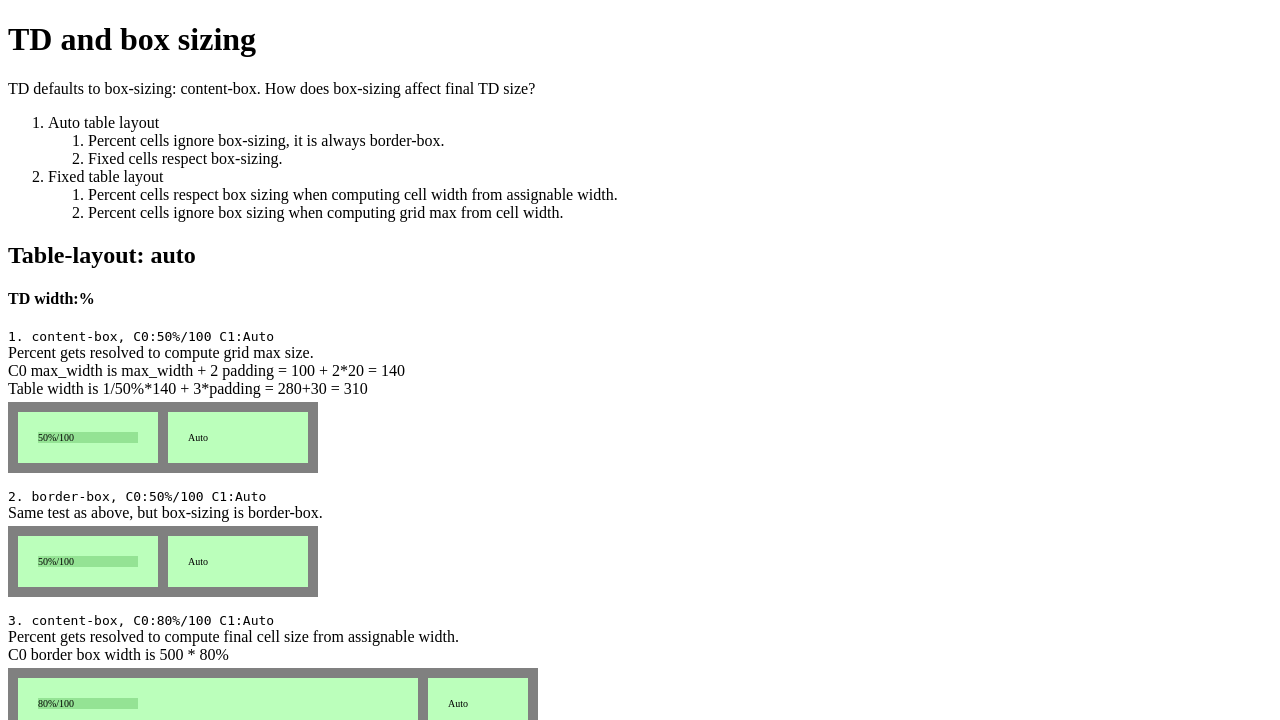 TD and box sizing
TD defaults to box-sizing: content-box. How does box-sizing affect final TD size?
1. Auto table layout
1. Percent cells ignore box-sizing, it is always border-box.
2. Fixed cells respect box-sizing.
2. Fixed table layout
1. Percent cells respect box sizing when computing cell width from assignable width.
2. Percent cells ignore box sizing when computing grid max from cell width.
Table-layout: auto
TD width:%
1. content-box, C0:50%/100 C1:Auto
Percent gets resolved to compute grid max size.
C0 max_width is max_width + 2 padding = 100 + 2*20 = 140
Table width is 1/50%*140 + 3*padding = 280+30 = 310
50%/100 Auto
2. border-box, C0:50%/100 C1:Auto
Same test as above, but box-sizing is border-box.
50%/100 Auto
3. content-box, C0:80%/100 C1:Auto
Percent gets resolved to compute final cell size from assignable width.
C0 border box width is 500 * 80%
80%/100 Auto